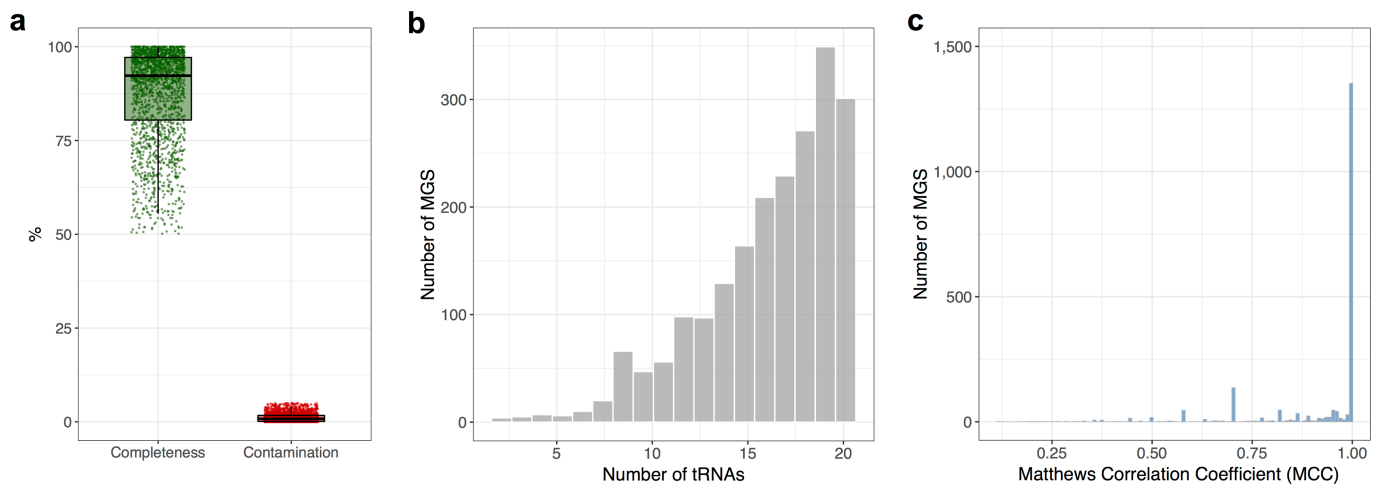 a
100
75
50
25
0
%
Completeness Contamination
b
300
200
100
0
Number of MGS
5 10 15 20
Number of tRNAs
c
1,500
1,000
500
0
Number of MGS
0.25 0.50 0.75 1.00
Matthews Correlation Coefficient (MCC)